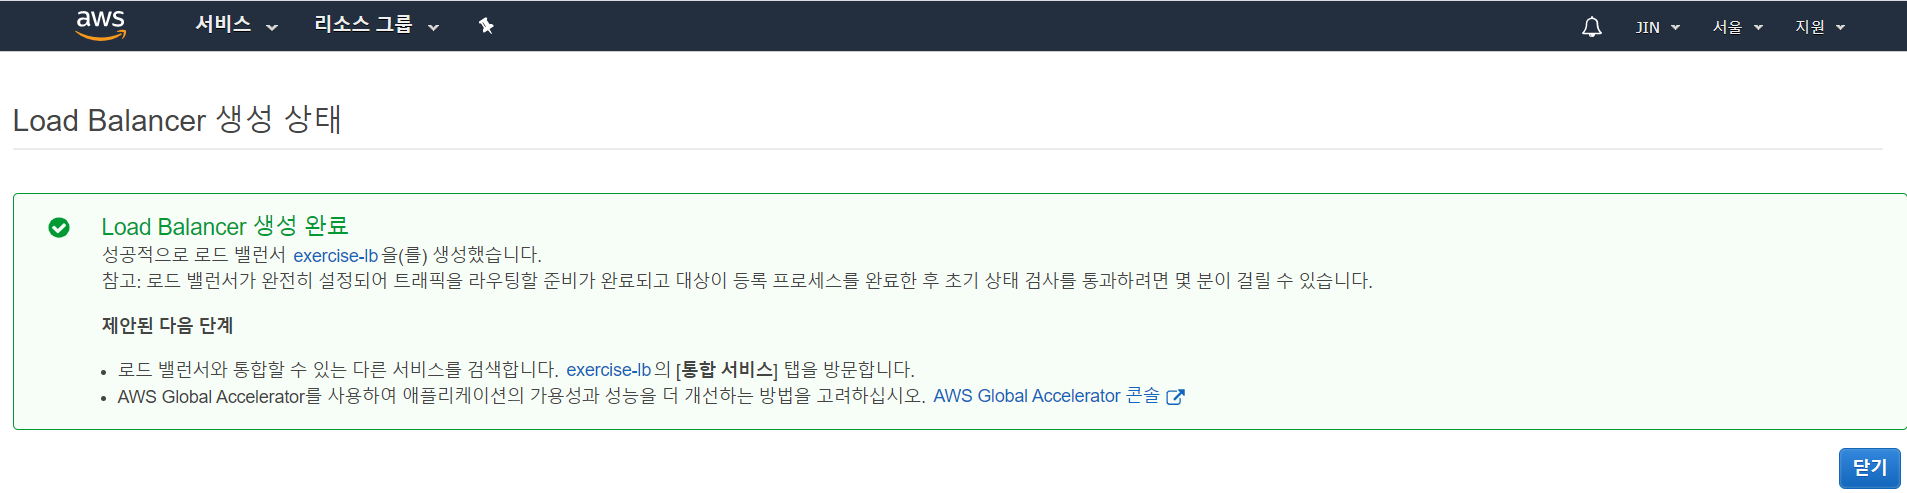 aws 서비스 리소스 그룹 JIN 서울 지원
Load Balancer 생성 상태
Load Balancer 생성 완료
성공적으로 로드 밸런서 exercise-lb을(를) 생성했습니다.
참고: 로드 밸런서가 완전히 설정되어 트래픽을 라우팅할 준비가 완료되고 대상이 등록 프로세스를 완료한 후 초기 상태 검사를 통과하려면 몇 분이 걸릴 수 있습니다.
제안된 다음 단계
• 로드 밸런서와 통합할 수 있는 다른 서비스를 검색합니다. exercise-lb의 [통합 서비스] 탭을 방문합니다.
• AWS Global Accelerator를 사용하여 애플리케이션의 가용성과 성능을 더 개선하는 방법을 고려하십시오. AWS Global Accelerator 콘솔
닫기